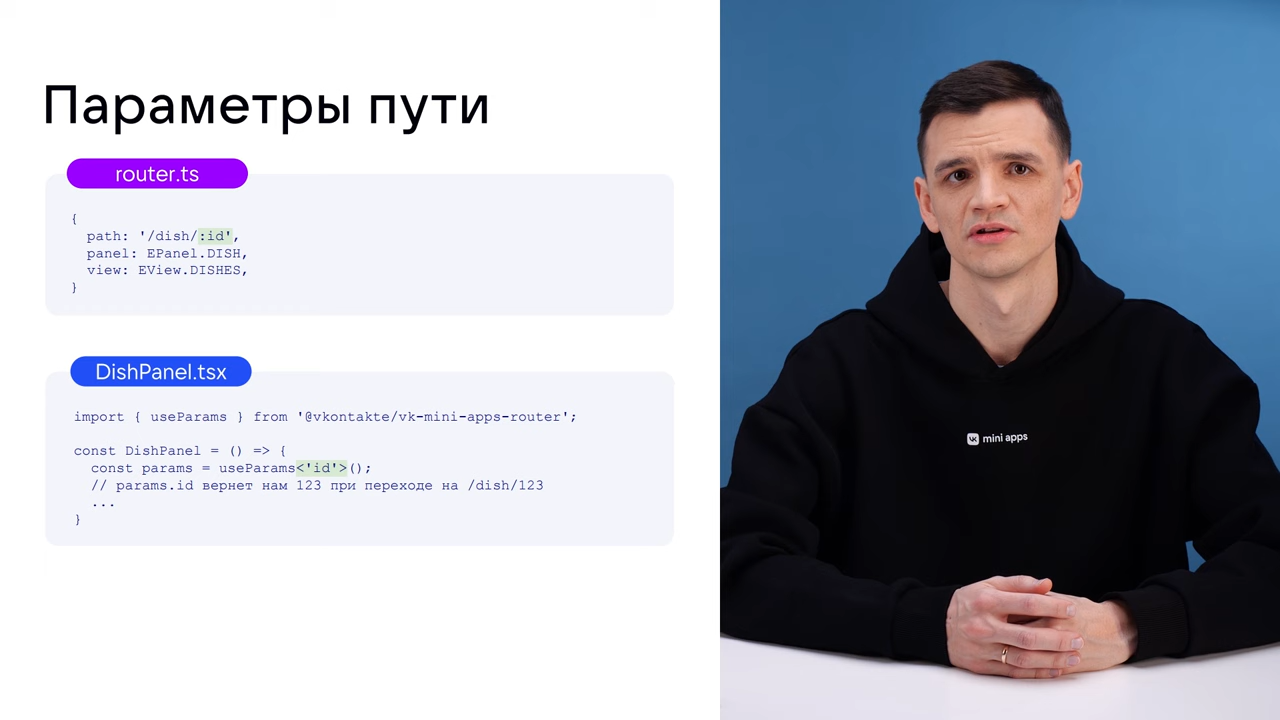 Параметры пути
router.ts
{
  path: '/dish/:id',
  panel: EPanel.DISH,
  view: EView.DISHES,
}
DishPanel.tsx
import { useParams } from '@vkontakte/vk-mini-apps-router';
const DishPanel = () => {
  const params = useParams<'id'>();
  // params.id вернет нам 123 при переходе на /dish/123
  ...
}
VK mini apps